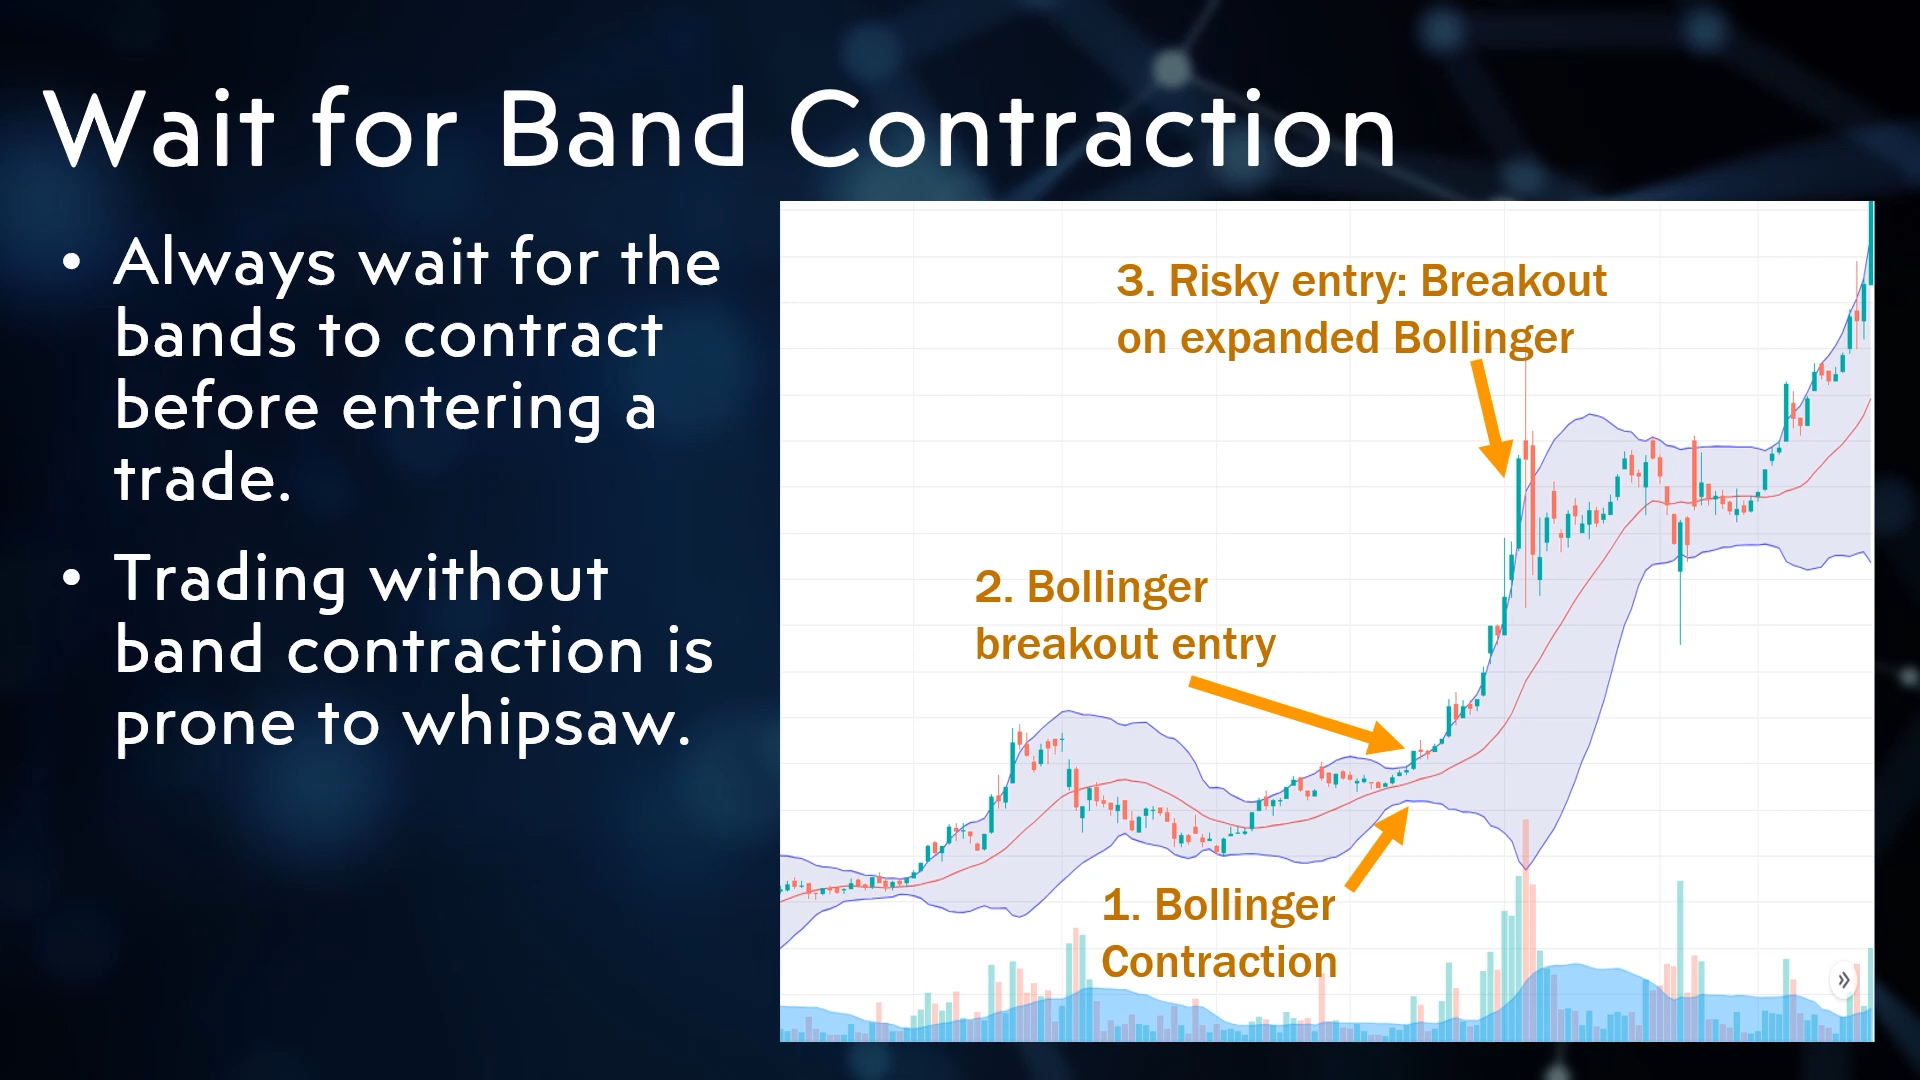 Wait for Band Contraction
• Always wait for the
bands to contract
before entering a
trade.
• Trading without
band contraction is
prone to whipsaw.
3. Risky entry: Breakout
on expanded Bollinger
2. Bollinger
breakout entry
1. Bollinger
Contraction
»